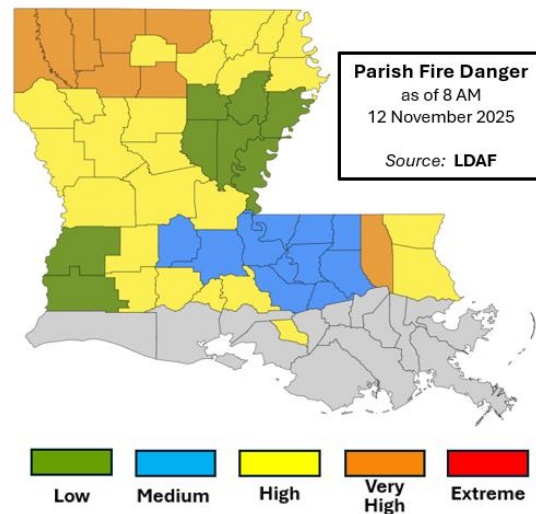 Parish Fire Danger
as of 8 AM
12 November 2025
Source: LDAF
Low
Medium
High
Very
High
Extreme